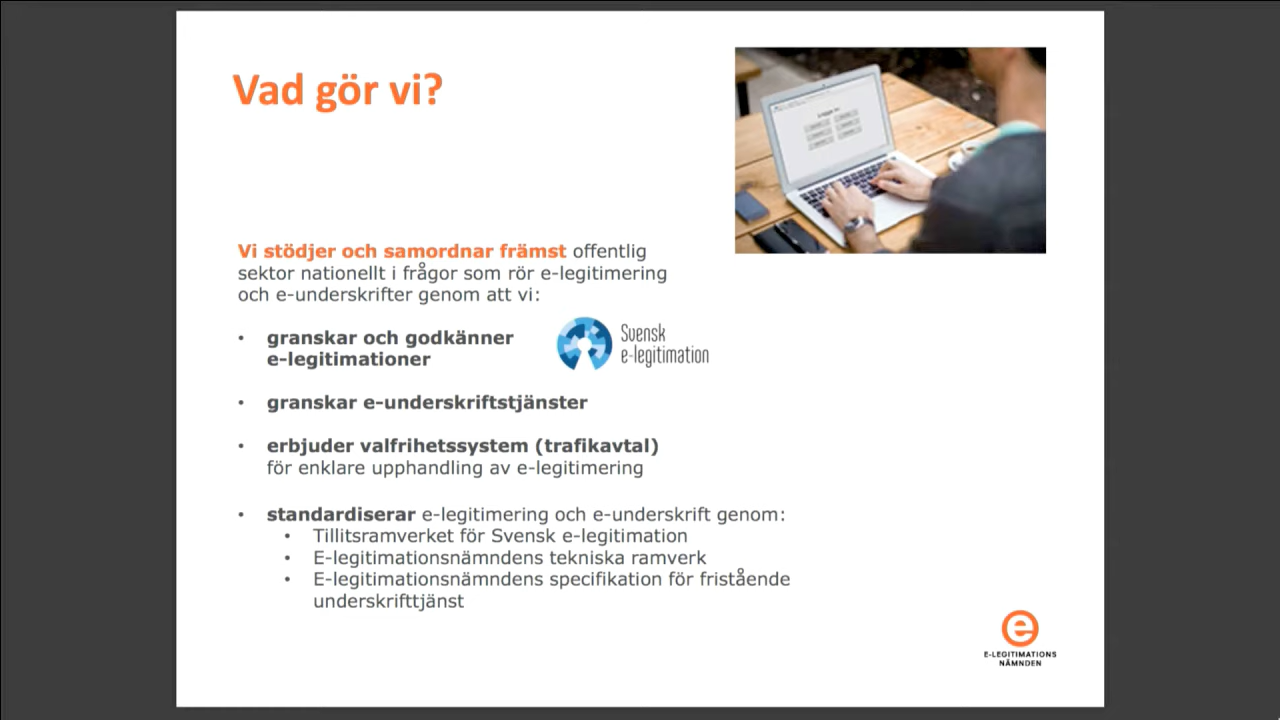 Vad gör vi?
Vi stödjer och samordnar främst offentlig
sektor nationellt i frågor som rör e-legitimering
och e-underskrifter genom att vi:
• granskar och godkänner
e-legitimationer
Svensk
e-legitimation
• granskar e-underskriftstjänster
• erbjuder valfrihetssystem (trafikavtal)
för enklare upphandling av e-legitimering
• standardiserar e-legitimering och e-underskrift genom:
• Tillitsramverket för Svensk e-legitimation
• E-legitimationsnämndens tekniska ramverk
• E-legitimationsnämndens specifikation för fristående
underskrifttjänst
e
E-LEGITIMATIONS
NÄMNDEN